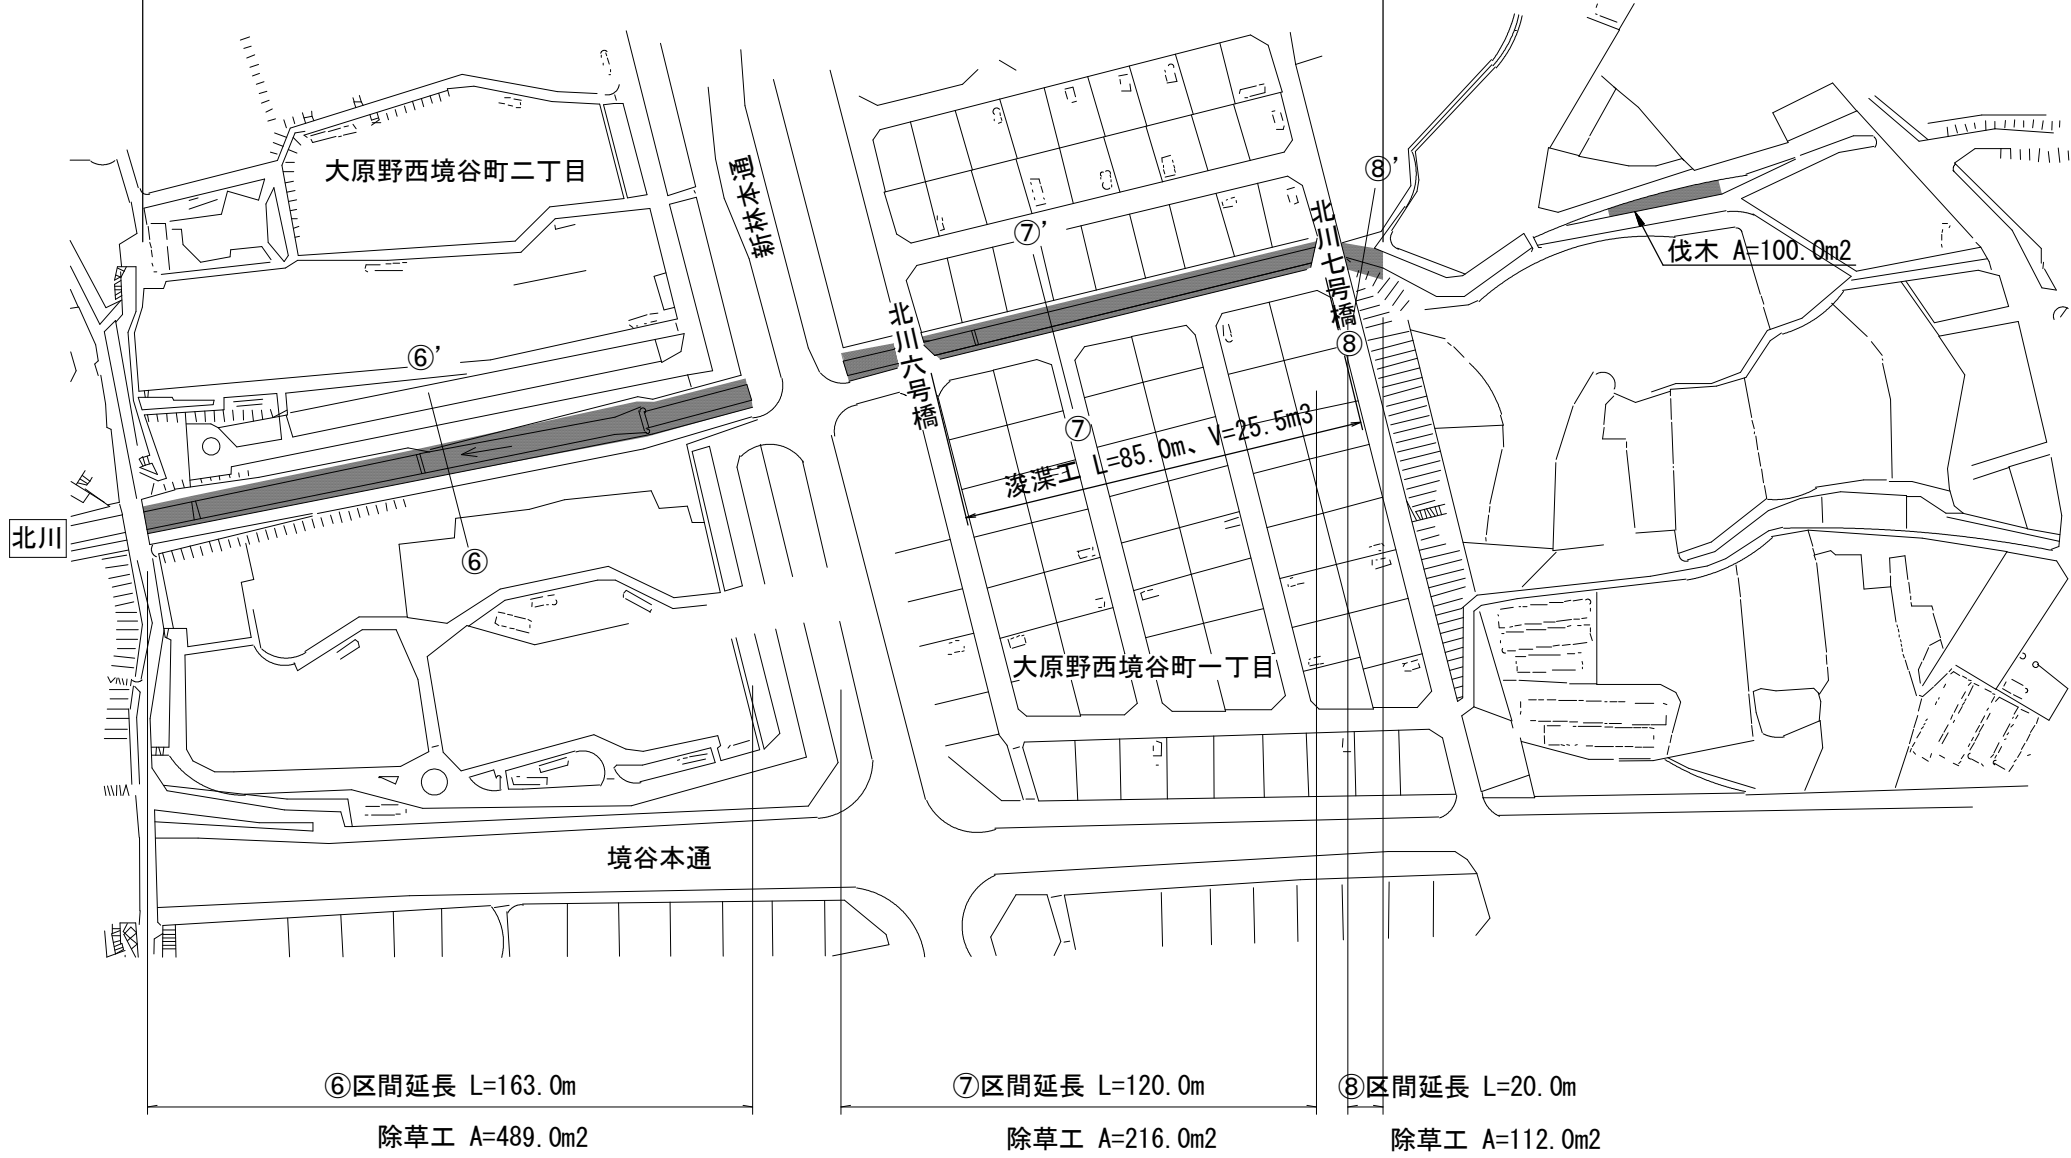 大原野西境谷町二丁目
新林本通
⑧'
⑦'
北川七号橋
伐木 A=100.0m2
北川六号橋
⑥'
⑧
⑦
浚渫工 L=85.0m、V=25.5m3
北川
⑥
大原野西境谷町一丁目
境谷本通
⑥区間延長 L=163.0m
⑦区間延長 L=120.0m
⑧区間延長 L=20.0m
除草工 A=489.0m2
除草工 A=216.0m2
除草工 A=112.0m2